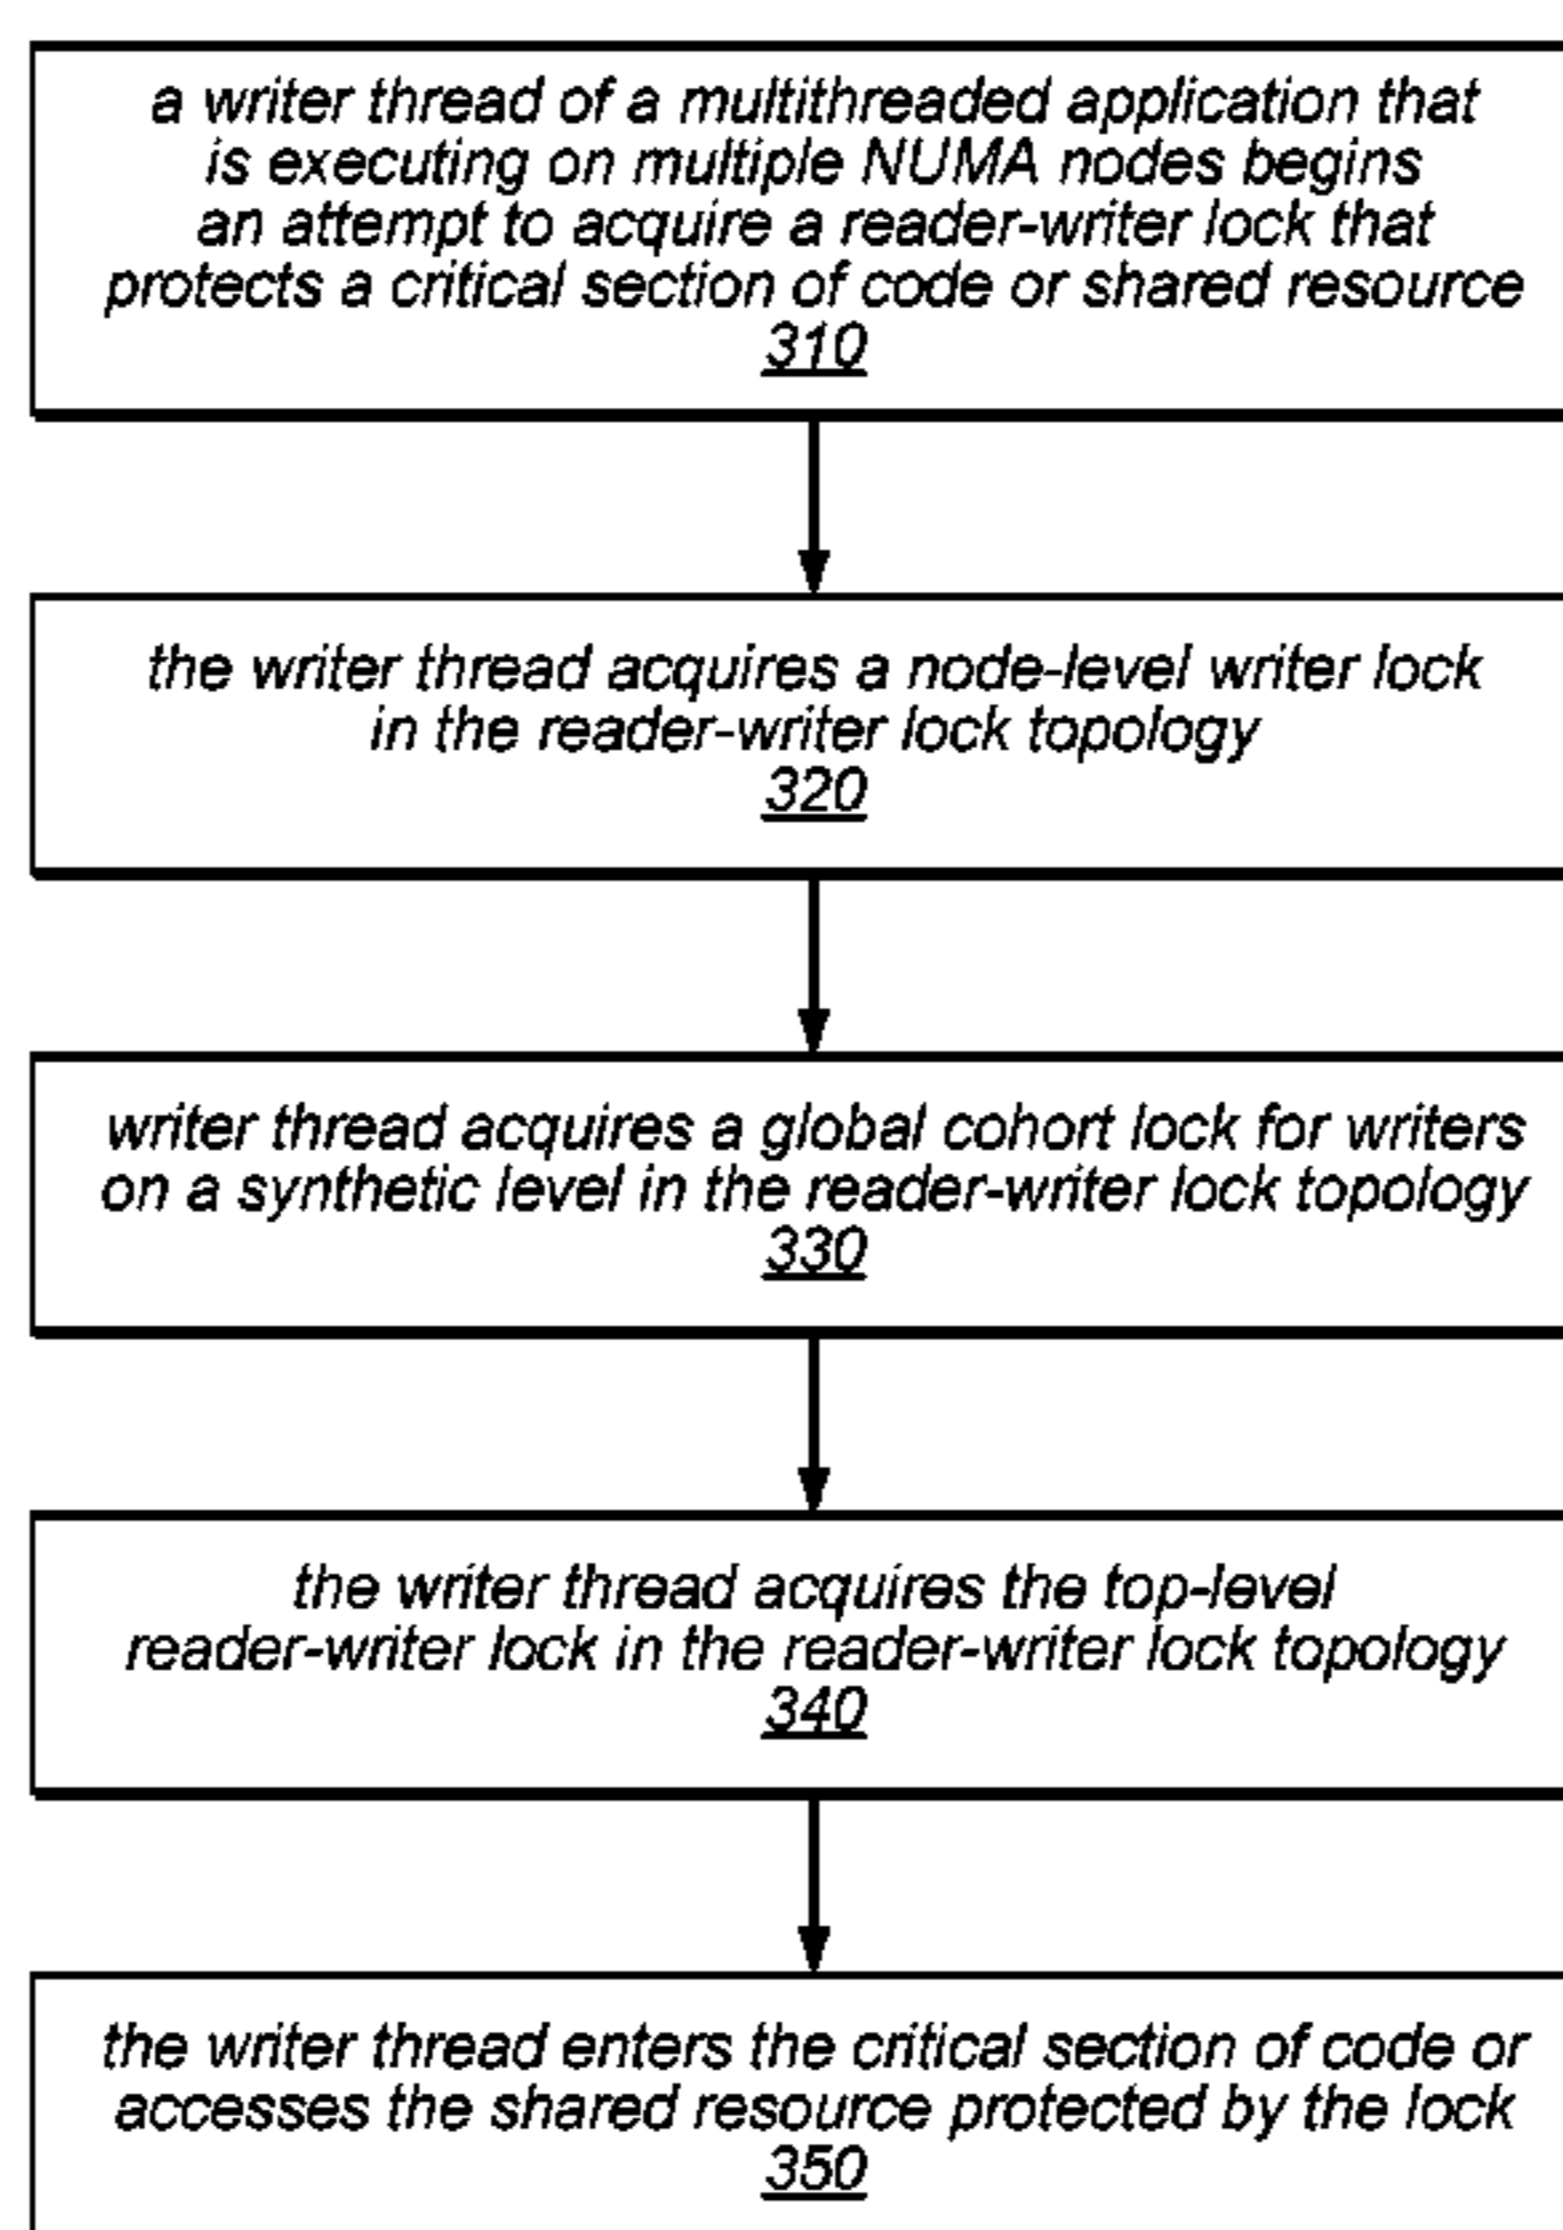 a writer thread of a multithreaded application that
is executing on multiple NUMA nodes begins
an attempt to acquire a reader-writer lock that
protects a critical section of code or shared resource
310
the writer thread acquires a node-level writer lock
in the reader-writer lock topology
320
writer thread acquires a global cohort lock for writers
on a synthetic level in the reader-writer lock topology
330
the writer thread acquires the top-level
reader-writer lock in the reader-writer lock topology
340
the writer thread enters the critical section of code or
accesses the shared resource protected by the lock
350